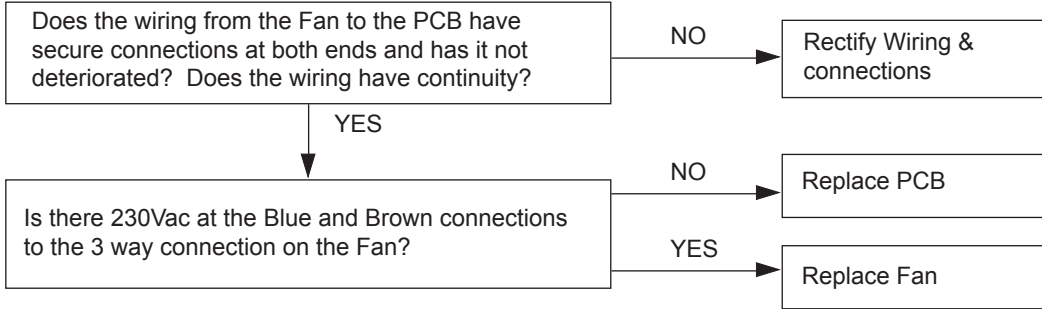 Does the wiring from the Fan to the PCB have
secure connections at both ends and has it not
deteriorated? Does the wiring have continuity?
NO
Rectify Wiring &
connections
YES
Is there 230Vac at the Blue and Brown connections
to the 3 way connection on the Fan?
NO
Replace PCB
YES
Replace Fan